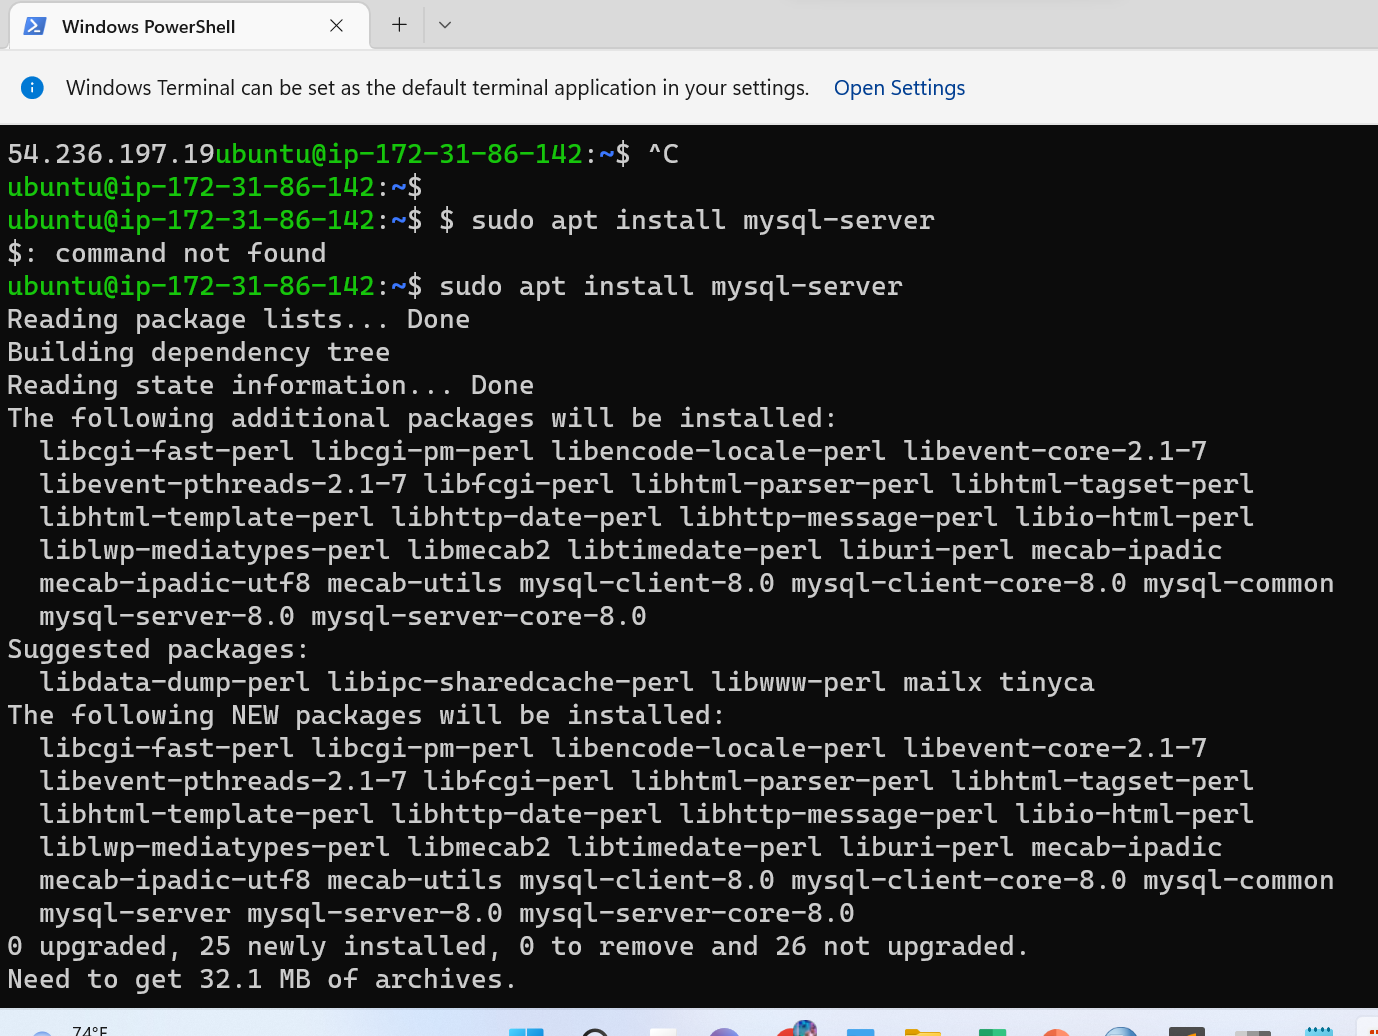 Windows PowerShell
Windows Terminal can be set as the default terminal application in your settings. Open Settings
54.236.197.19ubuntu@ip-172-31-86-142:~$ ^C
ubuntu@ip-172-31-86-142:~$
ubuntu@ip-172-31-86-142:~$ $ sudo apt install mysql-server
$: command not found
ubuntu@ip-172-31-86-142:~$ sudo apt install mysql-server
Reading package lists... Done
Building dependency tree
Reading state information... Done
The following additional packages will be installed:
  libcgi-fast-perl libcgi-pm-perl libencode-locale-perl libevent-core-2.1-7
  libevent-pthreads-2.1-7 libfcgi-perl libhtml-parser-perl libhtml-tagset-perl
  libhtml-template-perl libhttp-date-perl libhttp-message-perl libio-html-perl
  liblwp-mediatypes-perl libmecab2 libtimedate-perl liburi-perl mecab-ipadic
  mecab-ipadic-utf8 mecab-utils mysql-client-8.0 mysql-client-core-8.0 mysql-common
  mysql-server-8.0 mysql-server-core-8.0
Suggested packages:
  libdata-dump-perl libipc-sharedcache-perl libwww-perl mailx tinyca
The following NEW packages will be installed:
  libcgi-fast-perl libcgi-pm-perl libencode-locale-perl libevent-core-2.1-7
  libevent-pthreads-2.1-7 libfcgi-perl libhtml-parser-perl libhtml-tagset-perl
  libhtml-template-perl libhttp-date-perl libhttp-message-perl libio-html-perl
  liblwp-mediatypes-perl libmecab2 libtimedate-perl liburi-perl mecab-ipadic
  mecab-ipadic-utf8 mecab-utils mysql-client-8.0 mysql-client-core-8.0 mysql-common
  mysql-server mysql-server-8.0 mysql-server-core-8.0
0 upgraded, 25 newly installed, 0 to remove and 26 not upgraded.
Need to get 32.1 MB of archives.
74°F